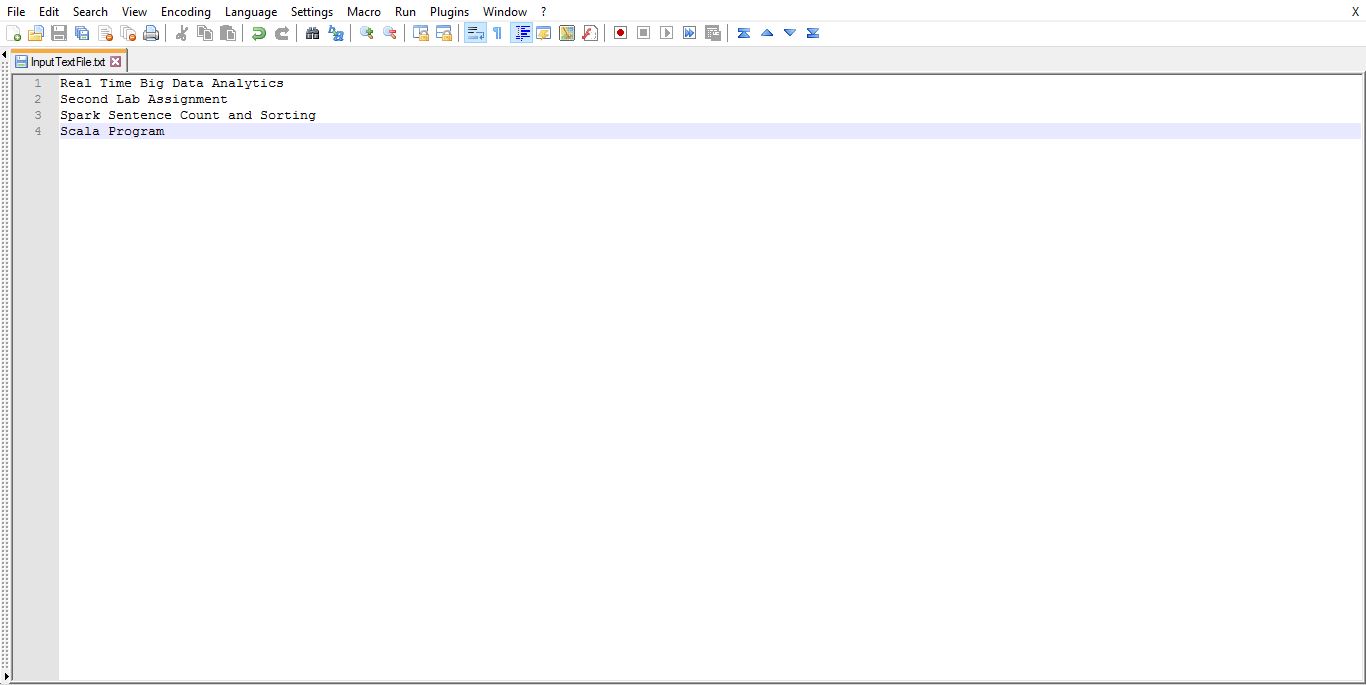 File Edit Search View Encoding Language Settings Macro Run Plugins Window ? X
InputTextFile.txt
1 Real Time Big Data Analytics
2 Second Lab Assignment
3 Spark Sentence Count and Sorting
4 Scala Program